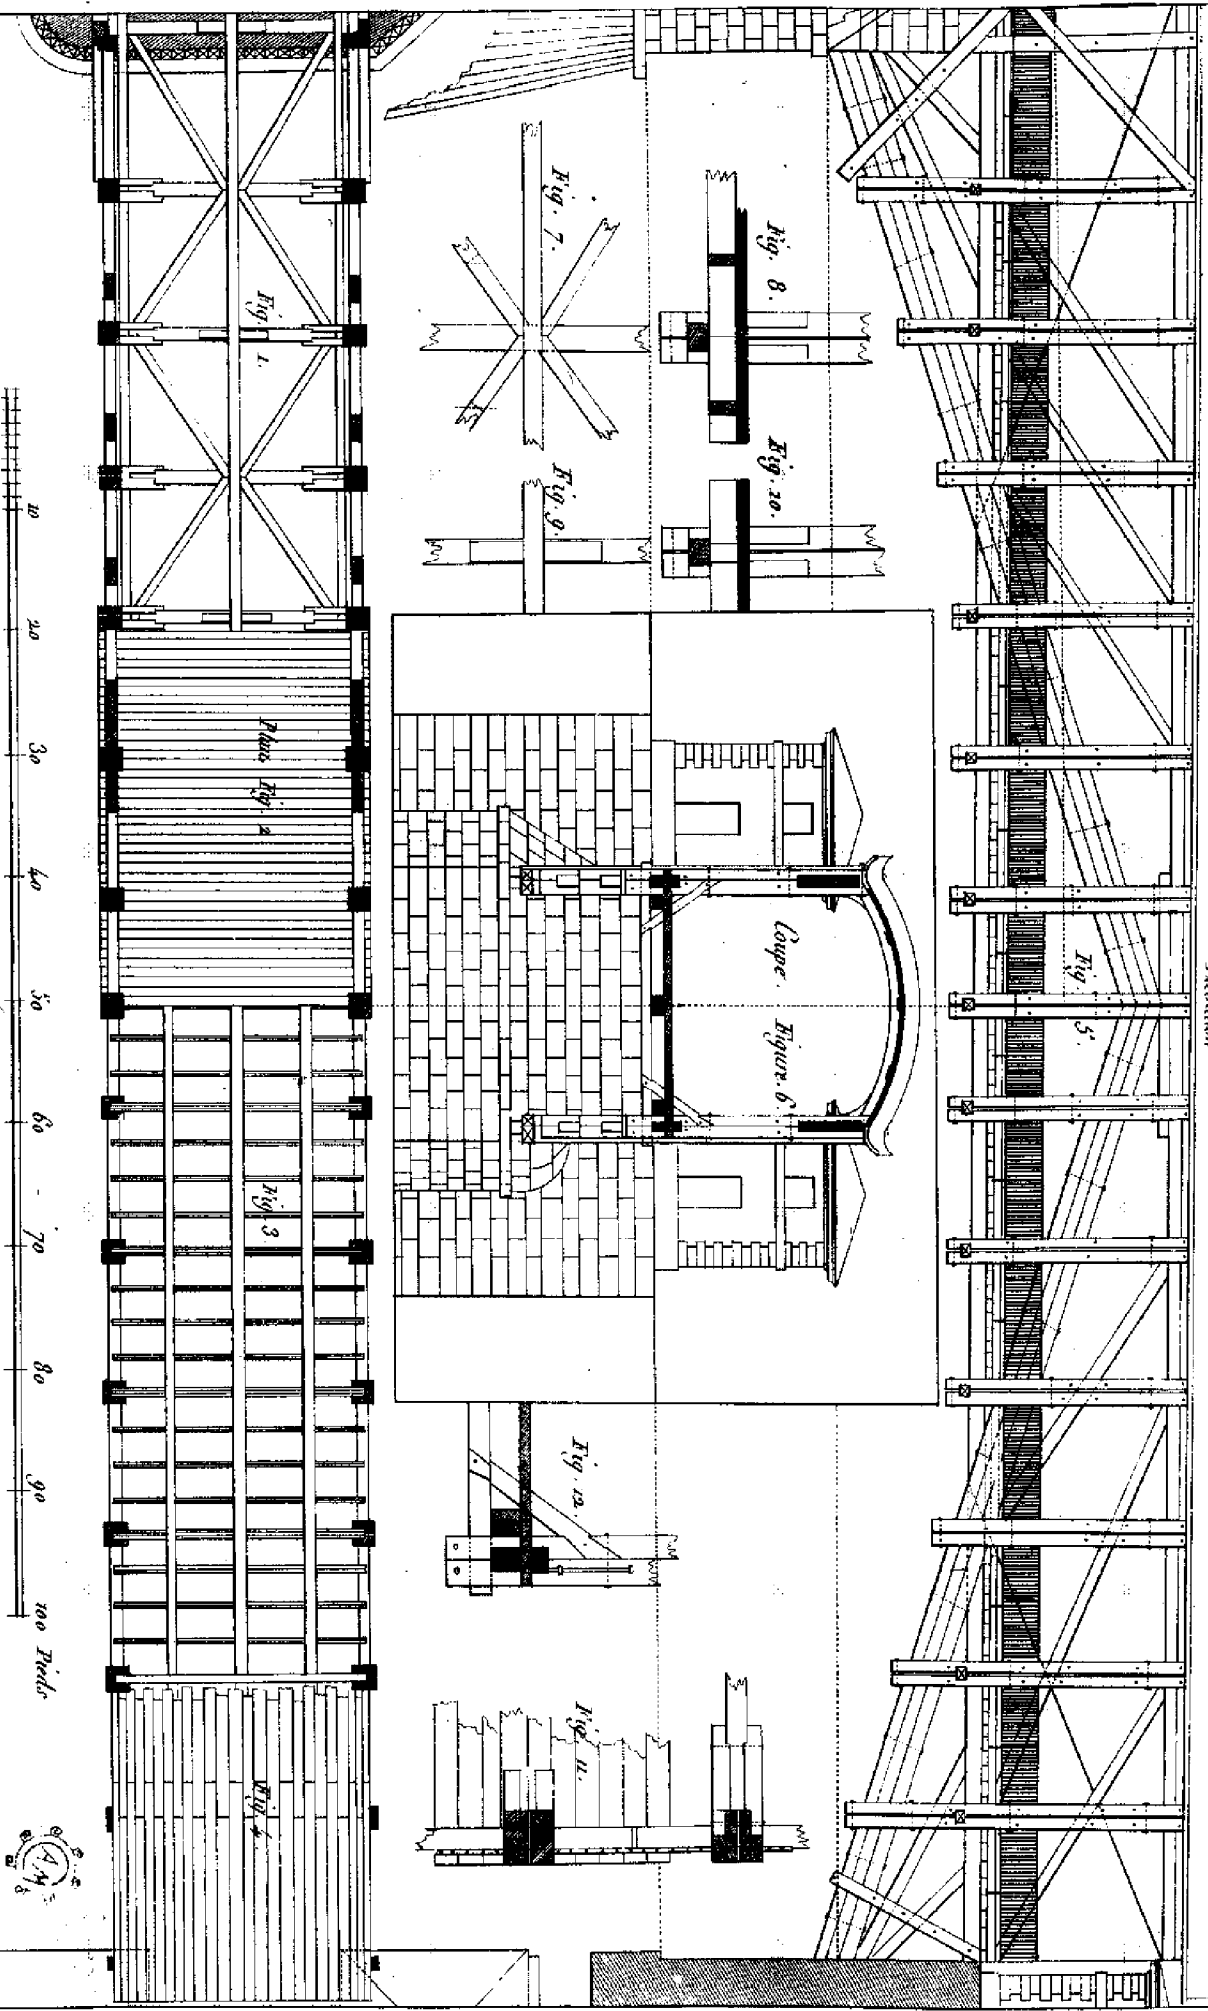 Fig. 5.
Fig. 8.
Fig. 10.
Coupe. Figure. 6
Fig. 7.
Fig. 9.
Fig. 12.
Fig. 11.
Fig. 1.
Plan Fig. 2
Fig. 3
Fig. 4
10 20 30 40 50 60 70 80 90 100 Pieds